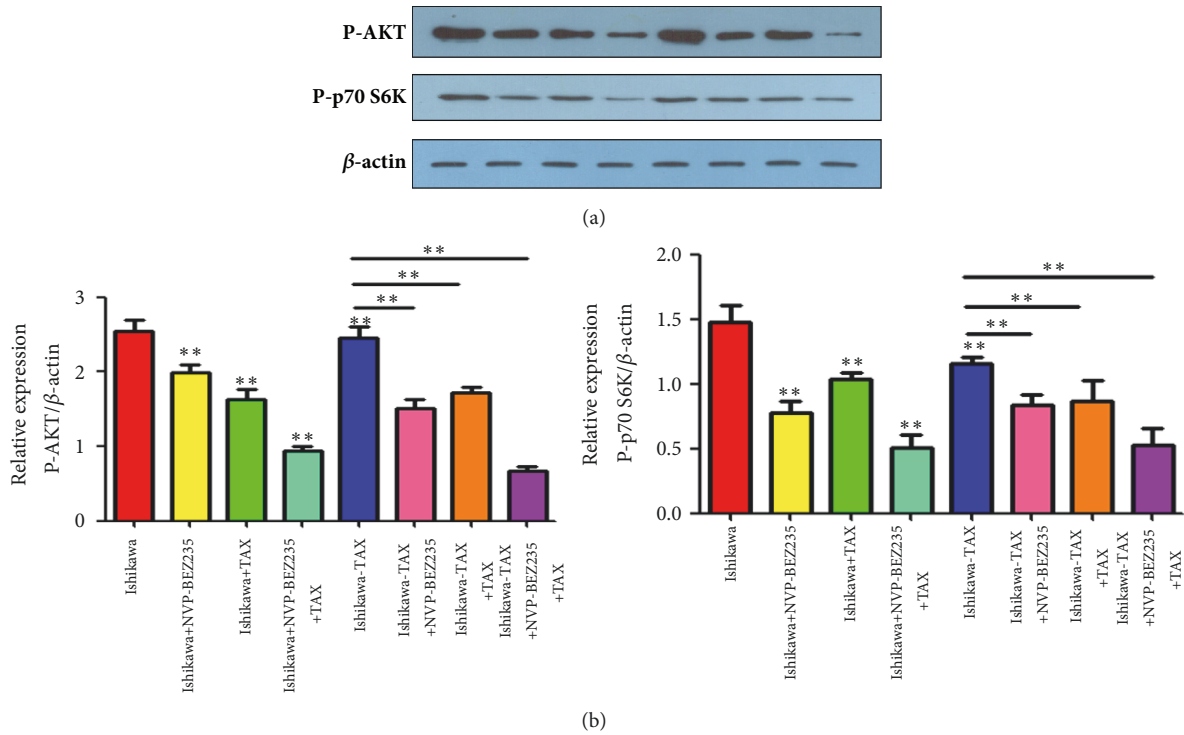 P-AKT
P-p70 S6K
β-actin
(a)
Relative expression
P-AKT/β-actin
3
2
1
0
**
**
**
**
**
**
**
Ishikawa
Ishikawa+NVP-BEZ235
Ishikawa+TAX
Ishikawa+NVP-BEZ235
+TAX
Ishikawa-TAX
Ishikawa-TAX
+NVP-BEZ235
Ishikawa-TAX
+TAX
Ishikawa-TAX
+NVP-BEZ235
+TAX
Relative expression
P-p70 S6K/β-actin
2.0
1.5
1.0
0.5
0.0
**
**
**
**
**
**
**
Ishikawa
Ishikawa+NVP-BEZ235
Ishikawa+TAX
Ishikawa+NVP-BEZ235
+TAX
Ishikawa-TAX
Ishikawa-TAX
+NVP-BEZ235
Ishikawa-TAX
+TAX
Ishikawa-TAX
+NVP-BEZ235
+TAX
(b)